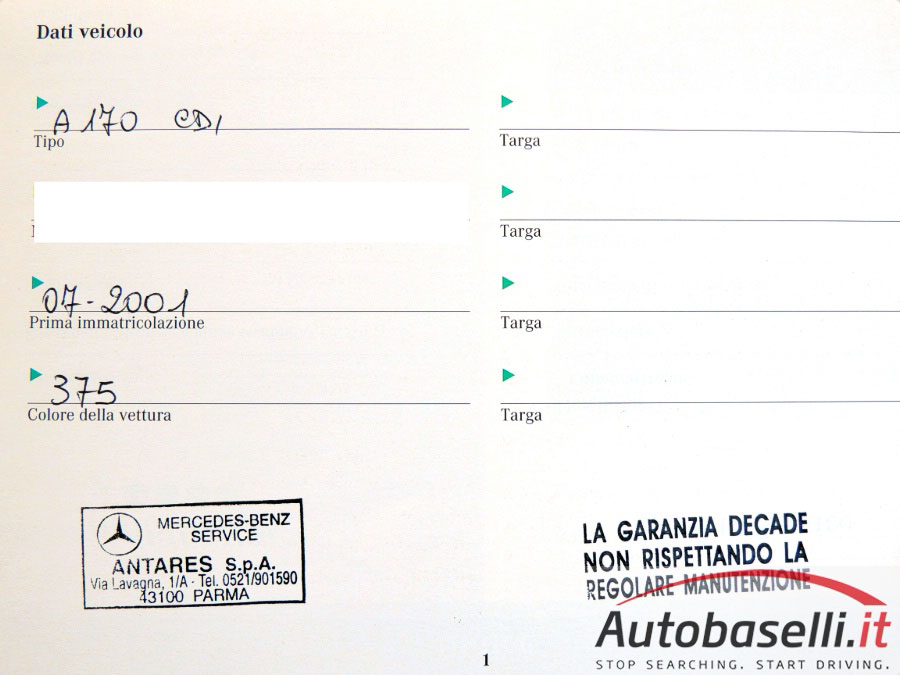 Dati veicolo
A 170 CDI
Tipo
07-2001
Prima immatricolazione
375
Colore della vettura
Targa
Targa
Targa
Targa
MERCEDES-BENZ
SERVICE
ANTARES S.p.A.
Via Lavagna, 1/A - Tel. 0521/901590
43100 PARMA
LA GARANZIA DECADE
NON RISPETTANDO LA
REGOLARE MANUTENZIONE
Autobaselli.it
STOP SEARCHING. START DRIVING.
1